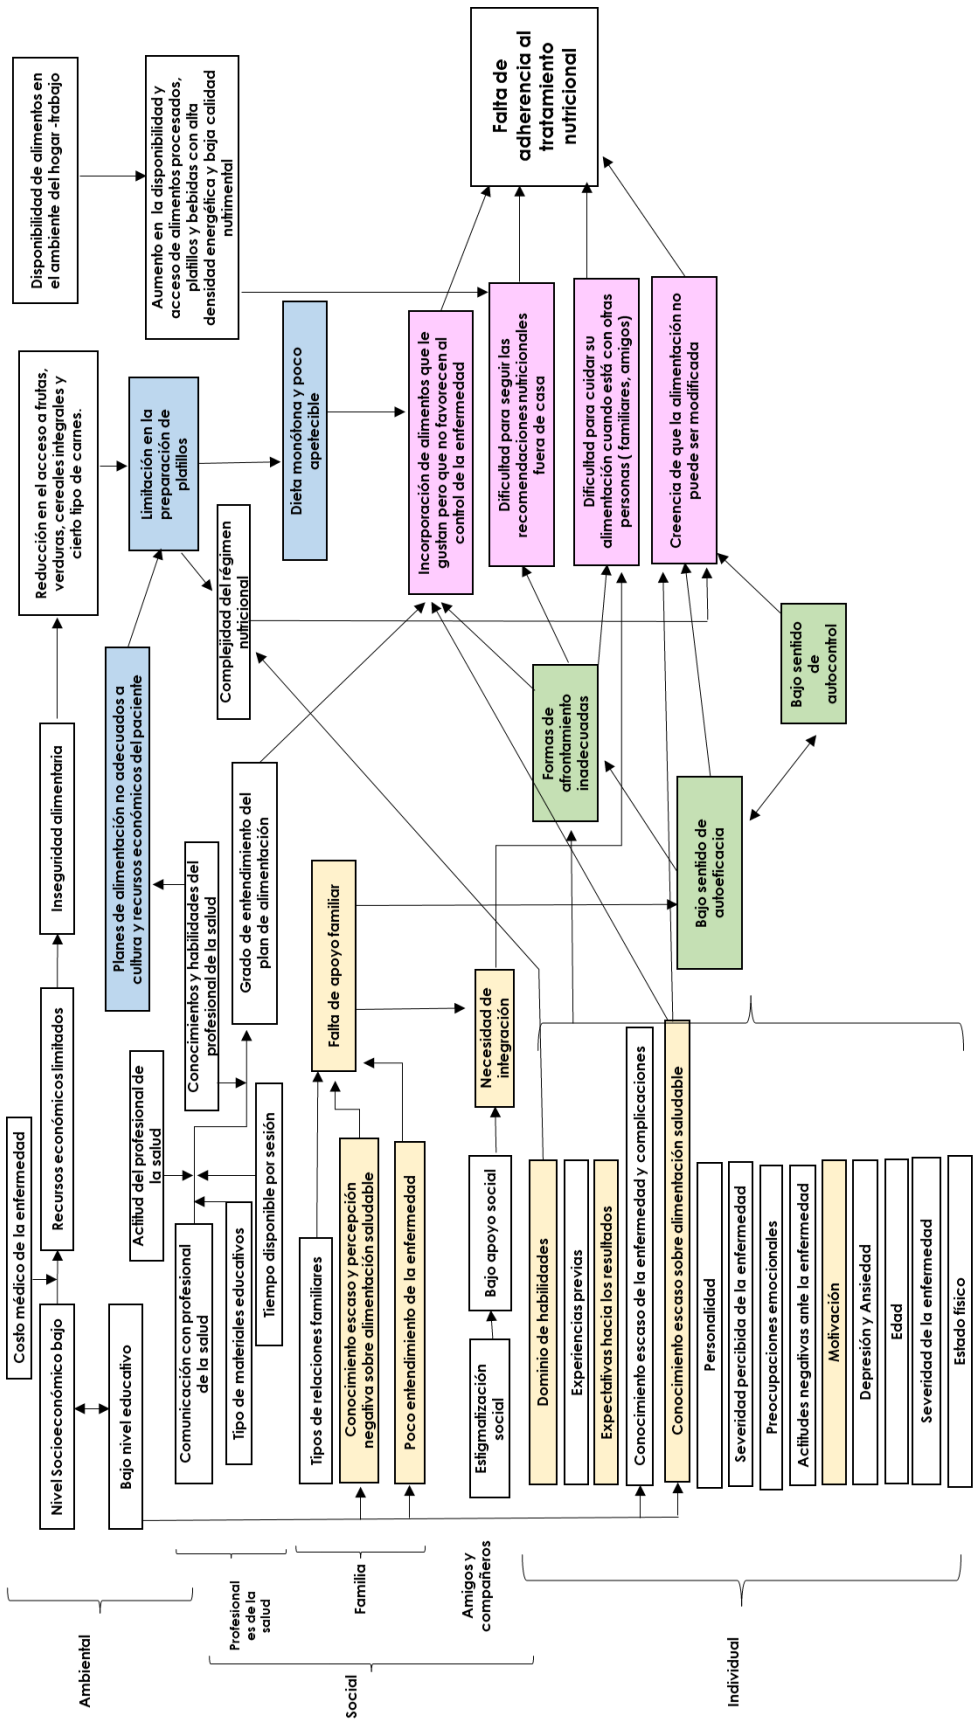 Ambiental
Costo médico de la enfermedad
Nivel Socioeconómico bajo
Recursos económicos limitados
Inseguridad alimentaria
Reducción en el acceso a frutas,
verduras, cereales integrales y
cierto tipo de carnes.
Disponibilidad de alimentos en
el ambiente del hogar -trabajo
Bajo nivel educativo
Planes de alimentación no adecuados a
cultura y recursos económicos del paciente
Limitación en la
preparación de
platillos
Aumento en la disponibilidad y
acceso de alimentos procesados,
platillos y bebidas con alta
densidad energética y baja calidad
nutrimental
Social
Profesional
es de la
salud
Actitud del profesional de
la salud
Comunicación con profesional
de la salud
Conocimientos y habilidades del
profesional de la salud
Complejidad del régimen
nutricional
Tipo de materiales educativos
Tiempo disponible por sesión
Grado de entendimiento del
plan de alimentación
Dieta monótona y poco
apetecible
Familia
Tipos de relaciones familiares
Conocimiento escaso y percepción
negativa sobre alimentación saludable
Poco entendimiento de la enfermedad
Falta de apoyo familiar
Incorporación de alimentos que le
gustan pero que no favorecen al
control de la enfermedad
Amigos y
compañeros
Estigmatización
social
Bajo apoyo social
Necesidad de
integración
Dificultad para seguir las
recomendaciones nutricionales
fuera de casa
Falta de
adherencia al
tratamiento
nutricional
Individual
Dominio de habilidades
Experiencias previas
Expectativas hacia los resultados
Conocimiento escaso de la enfermedad y complicaciones
Conocimiento escaso sobre alimentación saludable
Personalidad
Severidad percibida de la enfermedad
Preocupaciones emocionales
Actitudes negativas ante la enfermedad
Motivación
Depresión y Ansiedad
Edad
Severidad de la enfermedad
Estado físico
Formas de
afrontamiento
inadecuadas
Dificultad para cuidar su
alimentación cuando está con otras
personas ( familiares, amigos)
Bajo sentido de
autoeficacia
Creencia de que la alimentación no
puede ser modificada
Bajo sentido
de
autocontrol